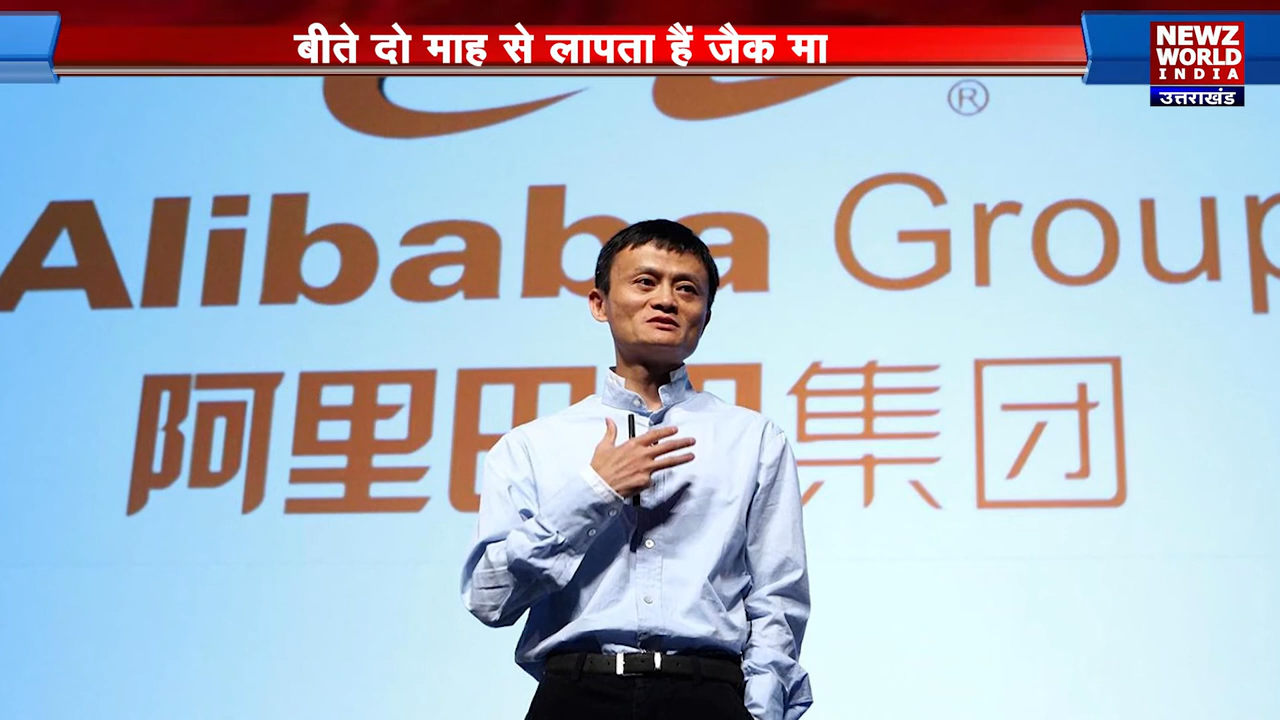 बीते दो माह से लापता हैं जैक मा
NEWZ
WORLD
INDIA
उत्तराखंड
®
Alibaba Group
阿里巴巴集团